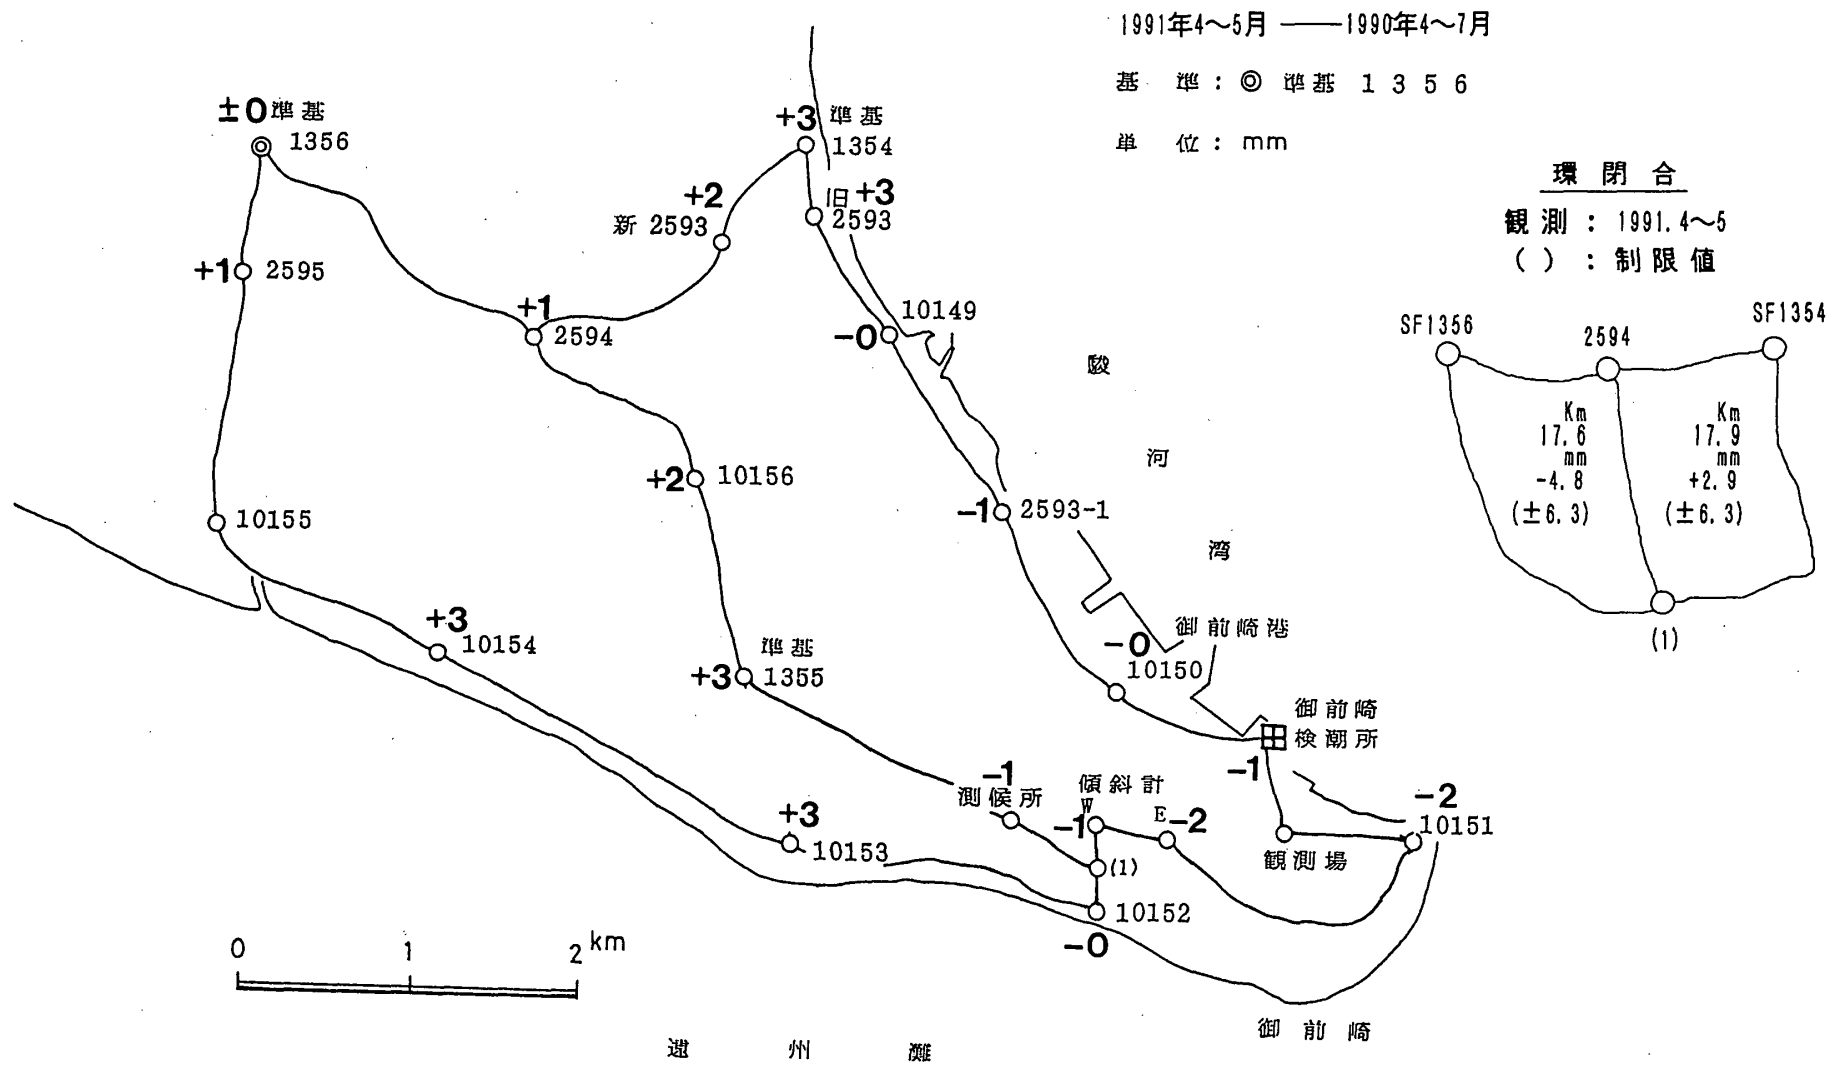 1991年4～5月 ――1990年4～7月
基 準 : ◎ 準基 1 3 5 6
単 位 : mm
環 閉 合
観 測 : 1991.4～5
( ) : 制 限 値
SF1356
2594
SF1354
Km
17.6
mm
-4.8
(±6.3)
Km
17.9
mm
+2.9
(±6.3)
(1)
±0 準基
1356
+3 準基
1354
+2
新 2593
旧 +3
2593
+1 2595
+1
2594
10149
-0
+2 10156
-1 2593-1
10155
駿
河
湾
+3
10154
準基
+3 1355
御前崎港
-0
10150
御前崎
検潮所
-1
-1
測候所
傾斜計
W
-1
E -2
-2
10151
観測場
+3
10153
(1)
10152
-0
0 1 2 km
御 前 崎
遠 州 灘